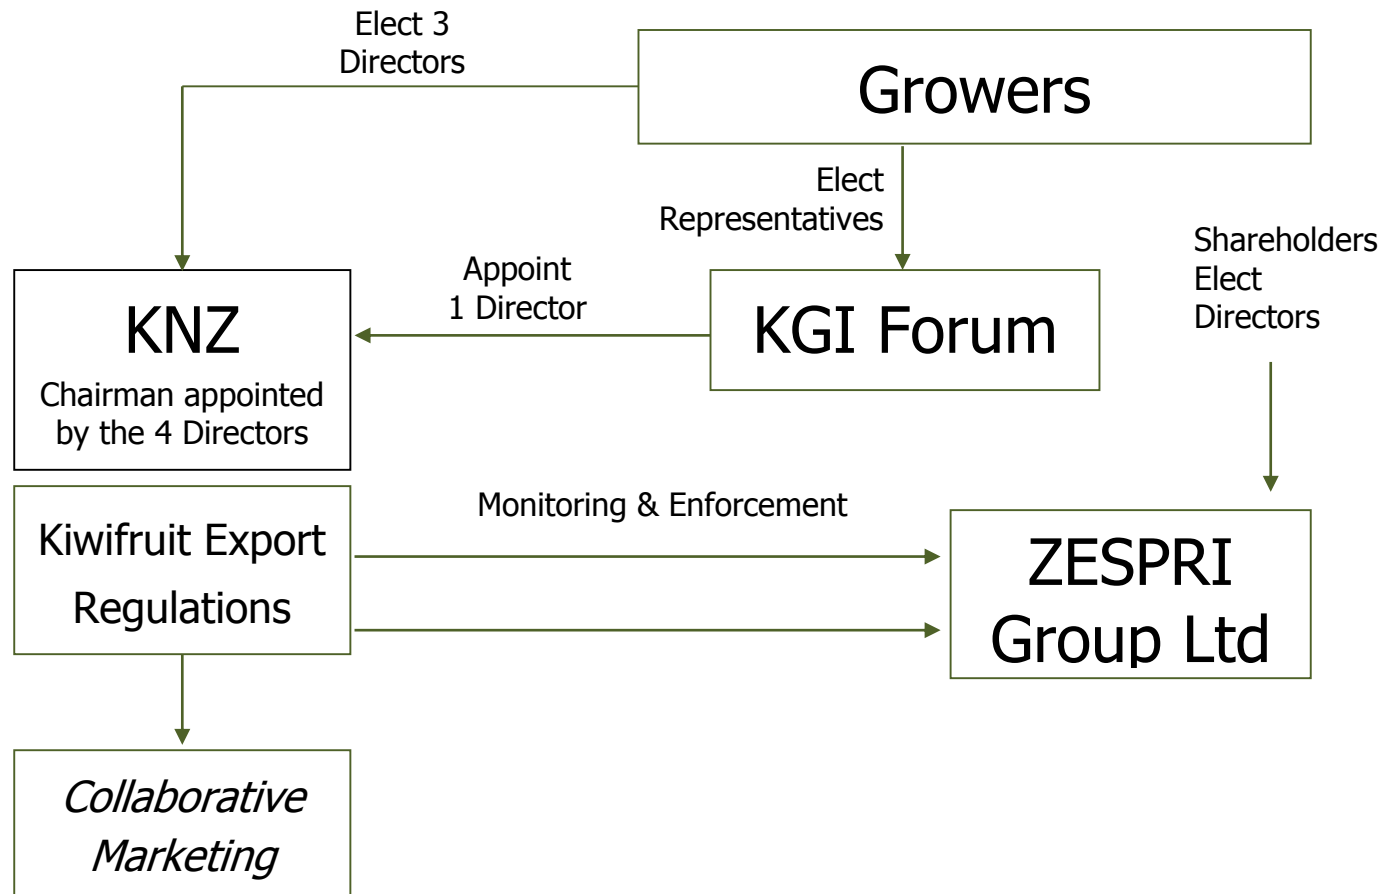 Elect 3
Directors
Growers
Elect
Representatives
Shareholders
Elect
Directors
Appoint
1 Director
KNZ
Chairman appointed
by the 4 Directors
KGI Forum
Monitoring & Enforcement
Kiwifruit Export
Regulations
ZESPRI
Group Ltd
Collaborative
Marketing